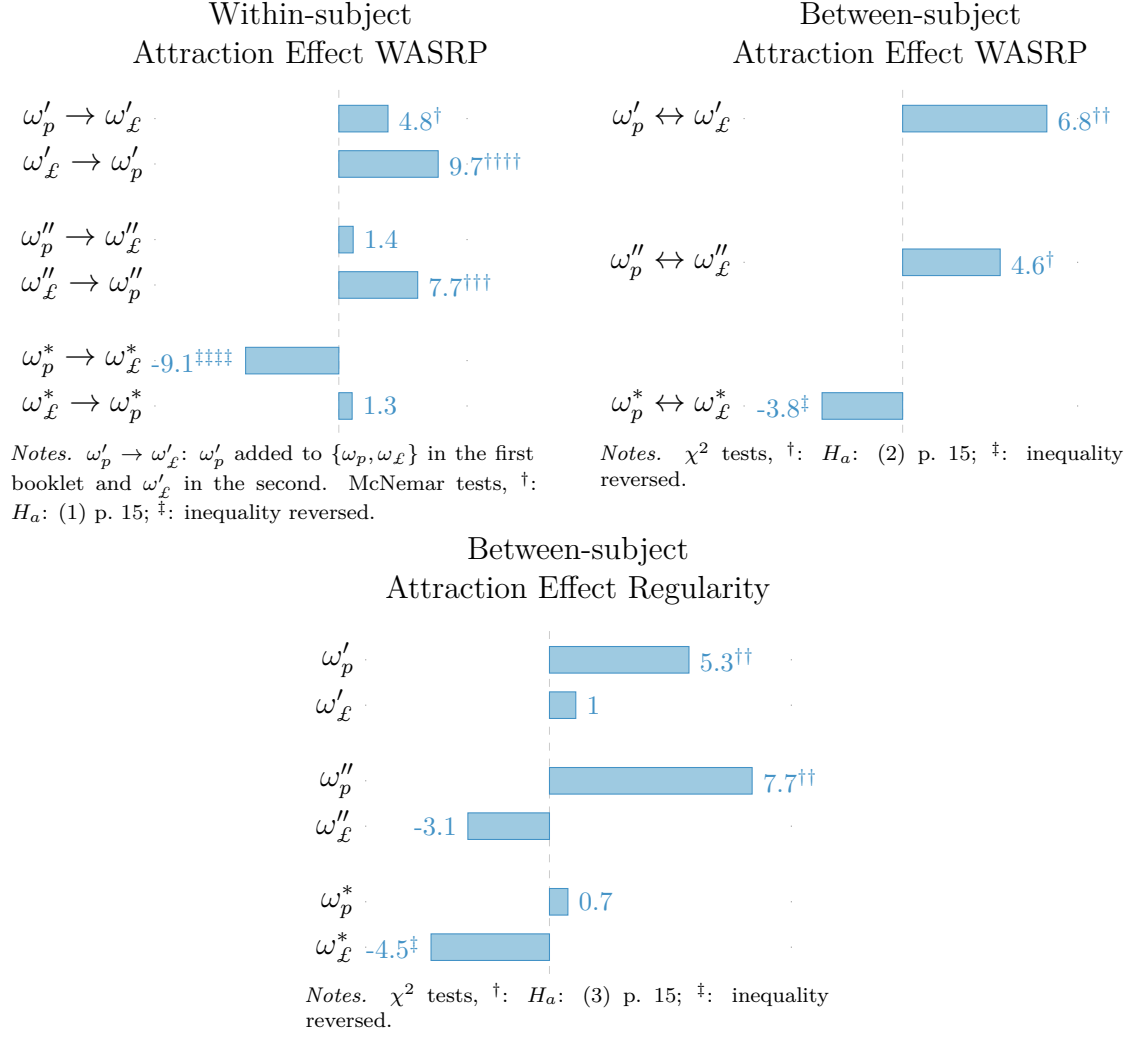 Within-subject
Attraction Effect WASRP
ω′ₚ → ω′£ 4.8†
ω′£ → ω′ₚ 9.7††††
ω″ₚ → ω″£ 1.4
ω″£ → ω″ₚ 7.7†††
ω*ₚ → ω*£ -9.1‡‡‡‡
ω*£ → ω*ₚ 1.3
Notes. ω′ₚ → ω′£: ω′ₚ added to {ωₚ, ω£} in the first
booklet and ω′£ in the second. McNemar tests, †:
Hₐ: (1) p. 15; ‡: inequality reversed.
Between-subject
Attraction Effect WASRP
ω′ₚ ↔ ω′£ 6.8††
ω″ₚ ↔ ω″£ 4.6†
ω*ₚ ↔ ω*£ -3.8‡
Notes. χ² tests, †: Hₐ: (2) p. 15; ‡: inequality
reversed.
Between-subject
Attraction Effect Regularity
ω′ₚ 5.3††
ω′£ 1
ω″ₚ 7.7††
ω″£ -3.1
ω*ₚ 0.7
ω*£ -4.5‡
Notes. χ² tests, †: Hₐ: (3) p. 15; ‡: inequality
reversed.